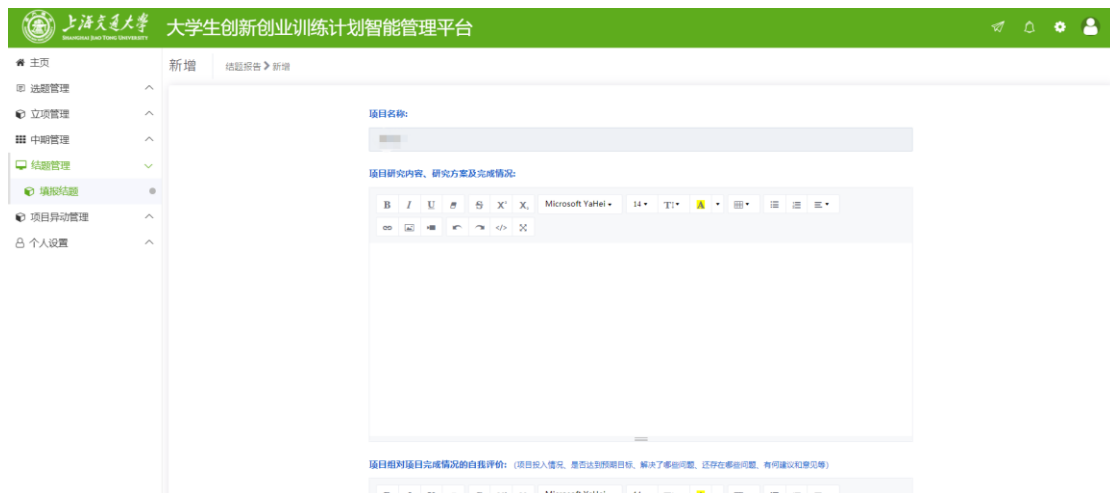 上海交通大学 大学生创新创业训练计划智能管理平台
SHANGHAI JIAO TONG UNIVERSITY
主页
选题管理
立项管理
中期管理
结题管理
填报结题
项目异动管理
个人设置
新增 结题报告 > 新增
项目名称:
项目研究内容、研究方案及完成情况:
B I U S X² X₂ Microsoft YaHei 14 TI A
</>
项目组对项目完成情况的自我评价: (项目投入情况、是否达到预期目标、解决了哪些问题、还存在哪些问题、有何建议和意见等)